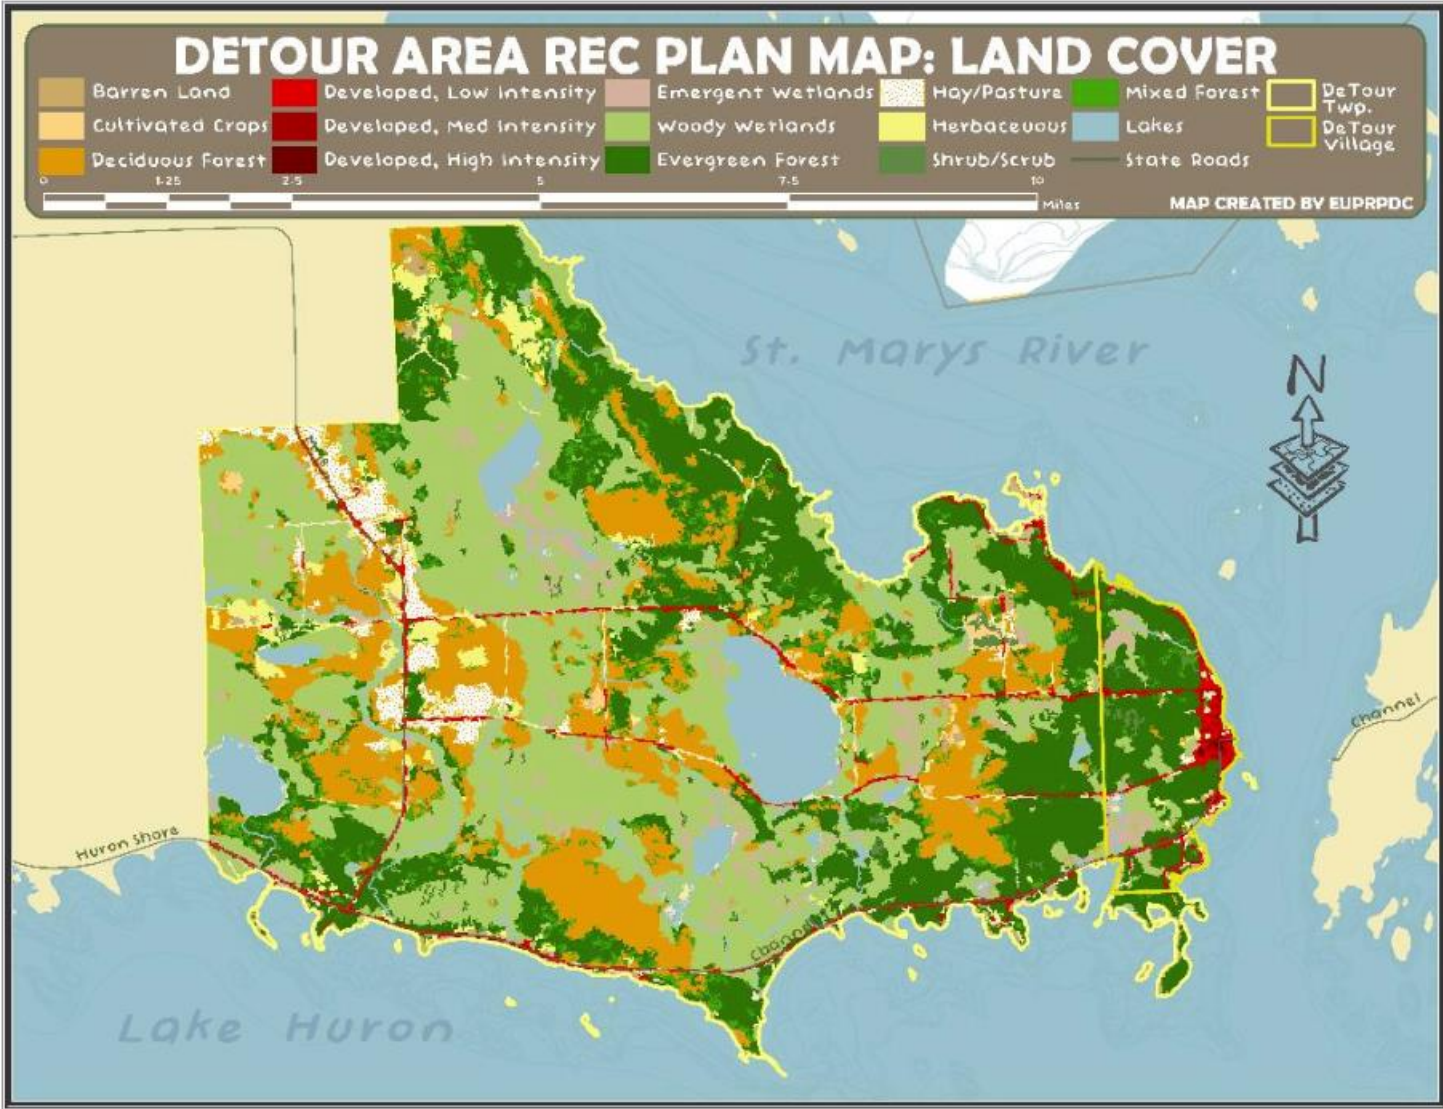 DETOUR AREA REC PLAN MAP: LAND COVER
Barren Land
Cultivated Crops
Deciduous Forest
Developed, Low Intensity
Developed, Med Intensity
Developed, High Intensity
Emergent Wetlands
Woody Wetlands
Evergreen Forest
Hay/Pasture
Herbaceuous
Shrub/Scrub
Mixed Forest
Lakes
State Roads
DeTour
Twp.
DeTour
Village
0 1.25 2.5 5 7.5 10
Miles
MAP CREATED BY EUPRPDC
St. Marys River
N
Channel
Huron Shore
Channel
Lake Huron